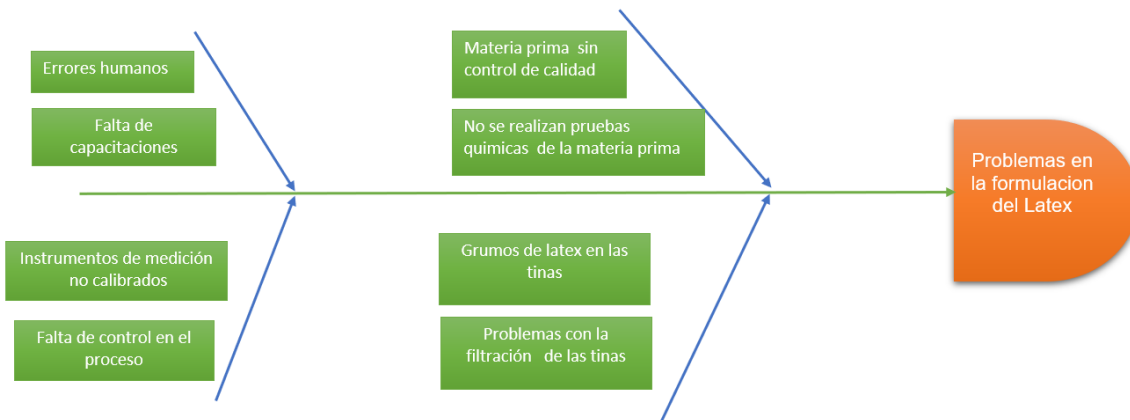 Errores humanos
Falta de
capacitaciones
Materia prima sin
control de calidad
No se realizan pruebas
quimicas de la materia prima
Problemas en
la formulacion
del Latex
Instrumentos de medición
no calibrados
Falta de control en el
proceso
Grumos de latex en las
tinas
Problemas con la
filtración de las tinas